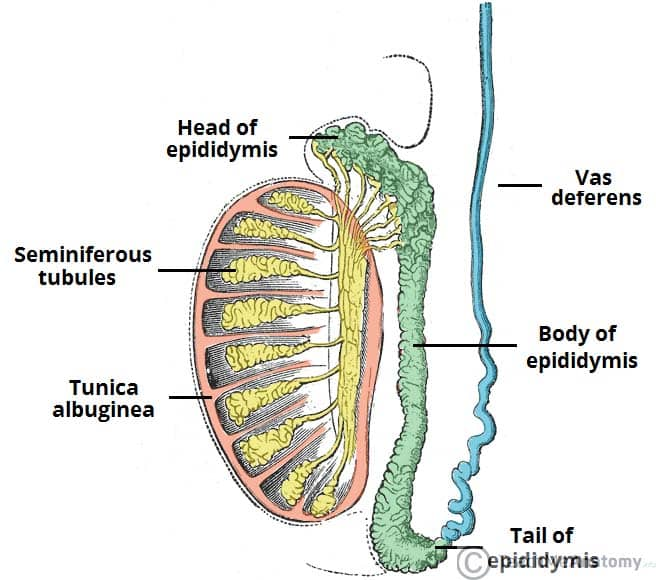 Head of
epididymis
Vas
deferens
Seminiferous
tubules
Body of
epididymis
Tunica
albuginea
Tail of
epididymis
©